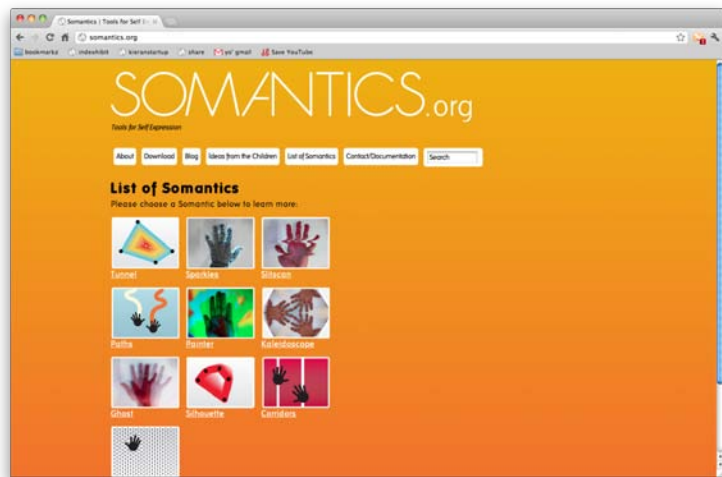 Somantics | Tools for Self Ex
somantics.org
bookmarkz indexhibit kieranstartup share yo' gmail Save YouTube
SOMANTICS.org
Tools for Self Expression
About Download Blog Ideas from the Children List of Somantics Contact/Documentation Search
List of Somantics
Please choose a Somantic below to learn more:
Tunnel Sparkles Slitscan
Paths Painter Kaleidoscope
Ghost Silhouette Corridors